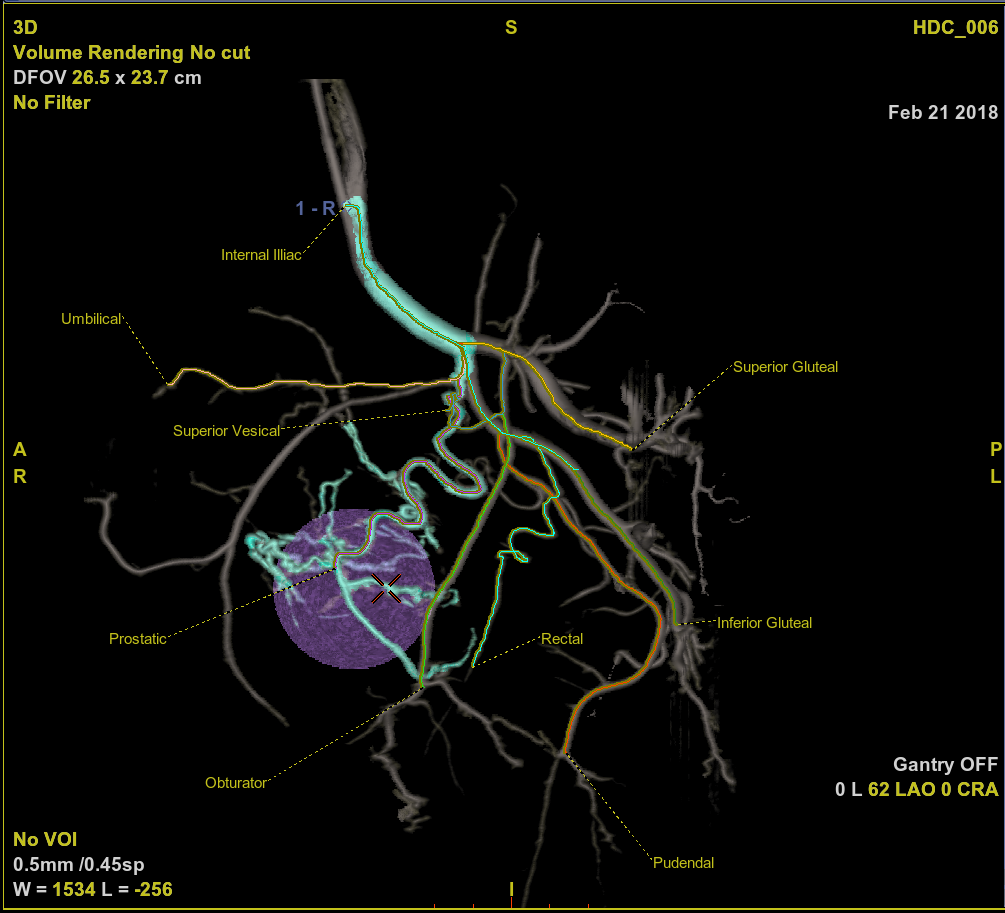 3D
Volume Rendering No cut
DFOV 26.5 x 23.7 cm
No Filter
S
HDC_006
Feb 21 2018
1 - R
Internal Illiac
Umbilical
Superior Gluteal
Superior Vesical
A
R
P
L
Prostatic
Rectal
Inferior Gluteal
Obturator
Gantry OFF
0 L 62 LAO 0 CRA
Pudendal
No VOI
0.5mm /0.45sp
W = 1534 L = -256
I